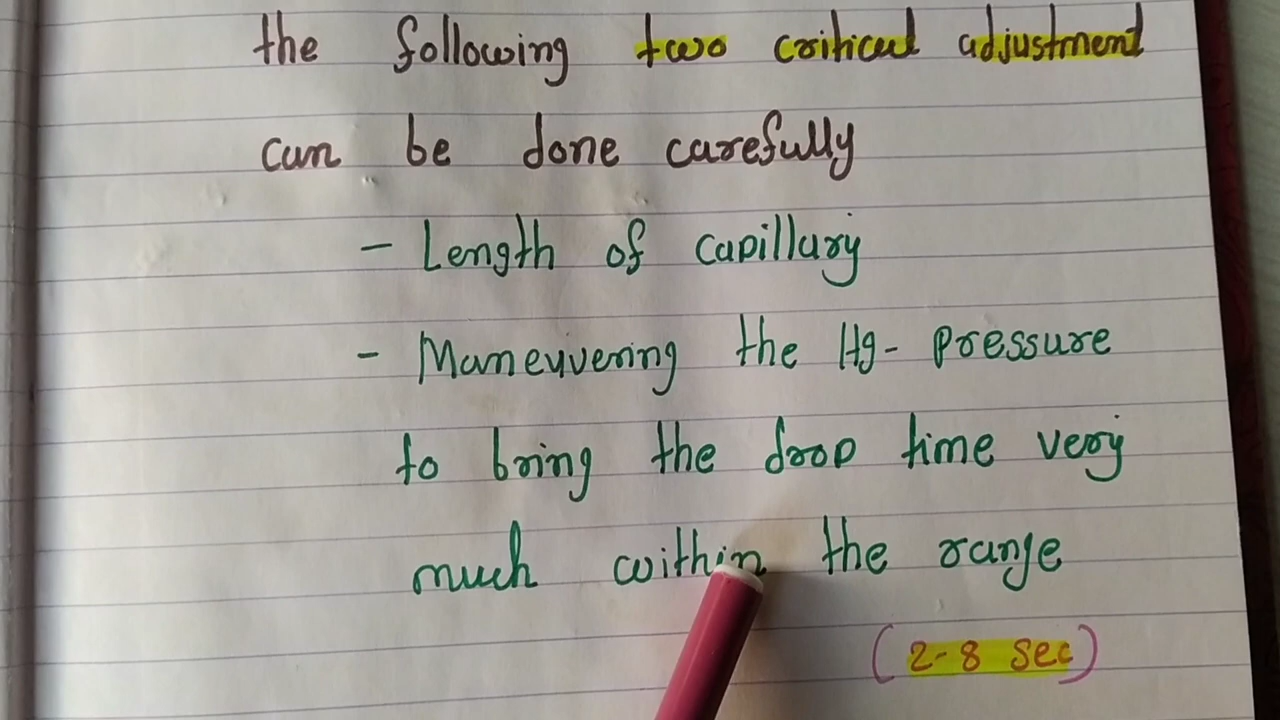 the following two critical adjustment
can be done carefully
- Length of capillary
- Maneuvering the Hg- pressure
to bring the drop time very
much within the range
(2-8 sec)